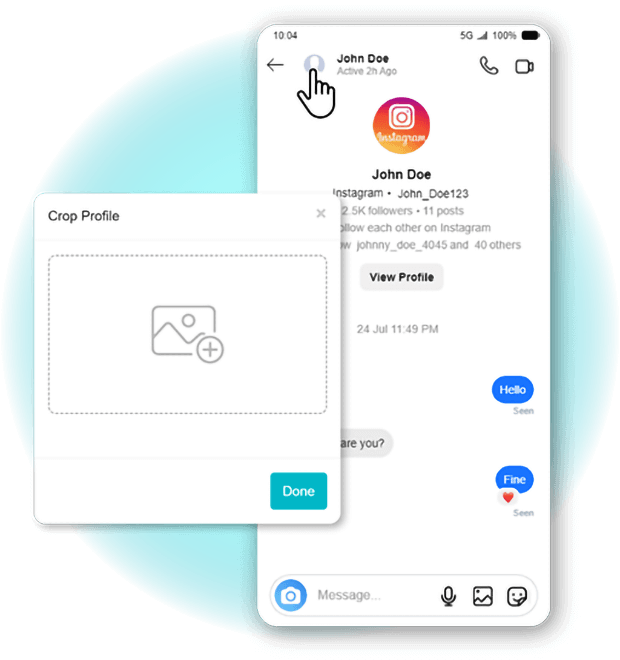 10:04
5G
100%
John Doe
Active 2h Ago
Instagram
John Doe
Instagram • John_Doe123
2.5K followers • 11 posts
follow each other on Instagram
johnny_doe_4045 and 40 others
View Profile
24 Jul 11:49 PM
Hello
Seen
are you?
Fine
Seen
Message...
Crop Profile
Done